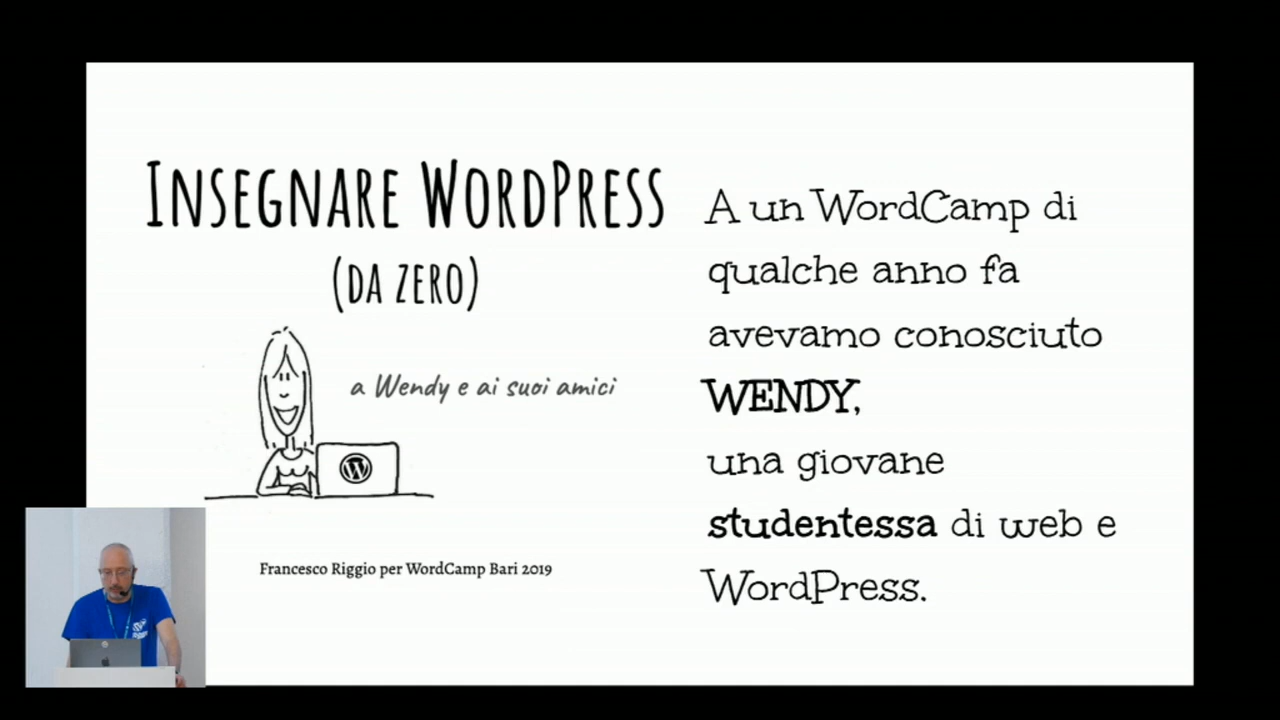 INSEGNARE WORDPRESS
(DA ZERO)
a Wendy e ai suoi amici
Francesco Riggio per WordCamp Bari 2019
A un WordCamp di
qualche anno fa
avevamo conosciuto
WENDY,
una giovane
studentessa di web e
WordPress.